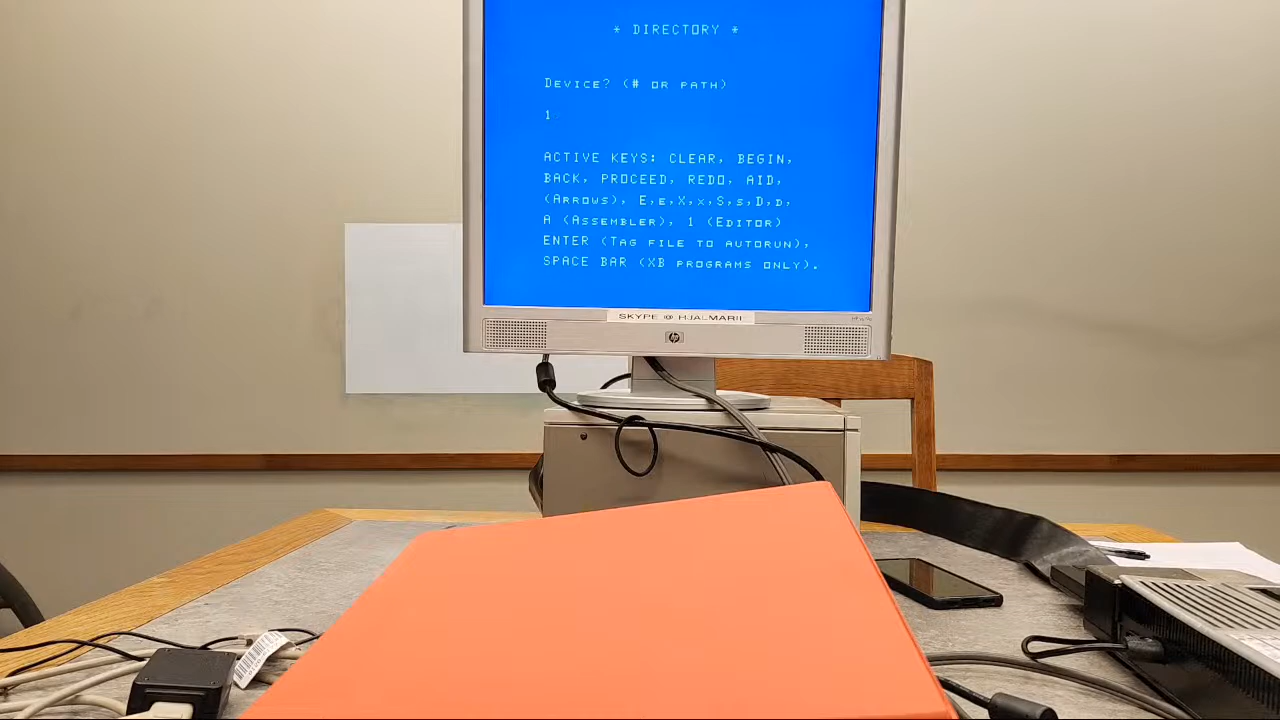 * DIRECTORY *
Device? (# or path)
1
ACTIVE KEYS: CLEAR, BEGIN,
BACK, PROCEED, REDO, AID,
(Arrows), E,e,X,x,S,s,D,d,
A (Assembler), 1 (Editor)
ENTER (Tag file to autorun),
SPACE BAR (XB programs only).
SKYPE @ HJALMARII
hp